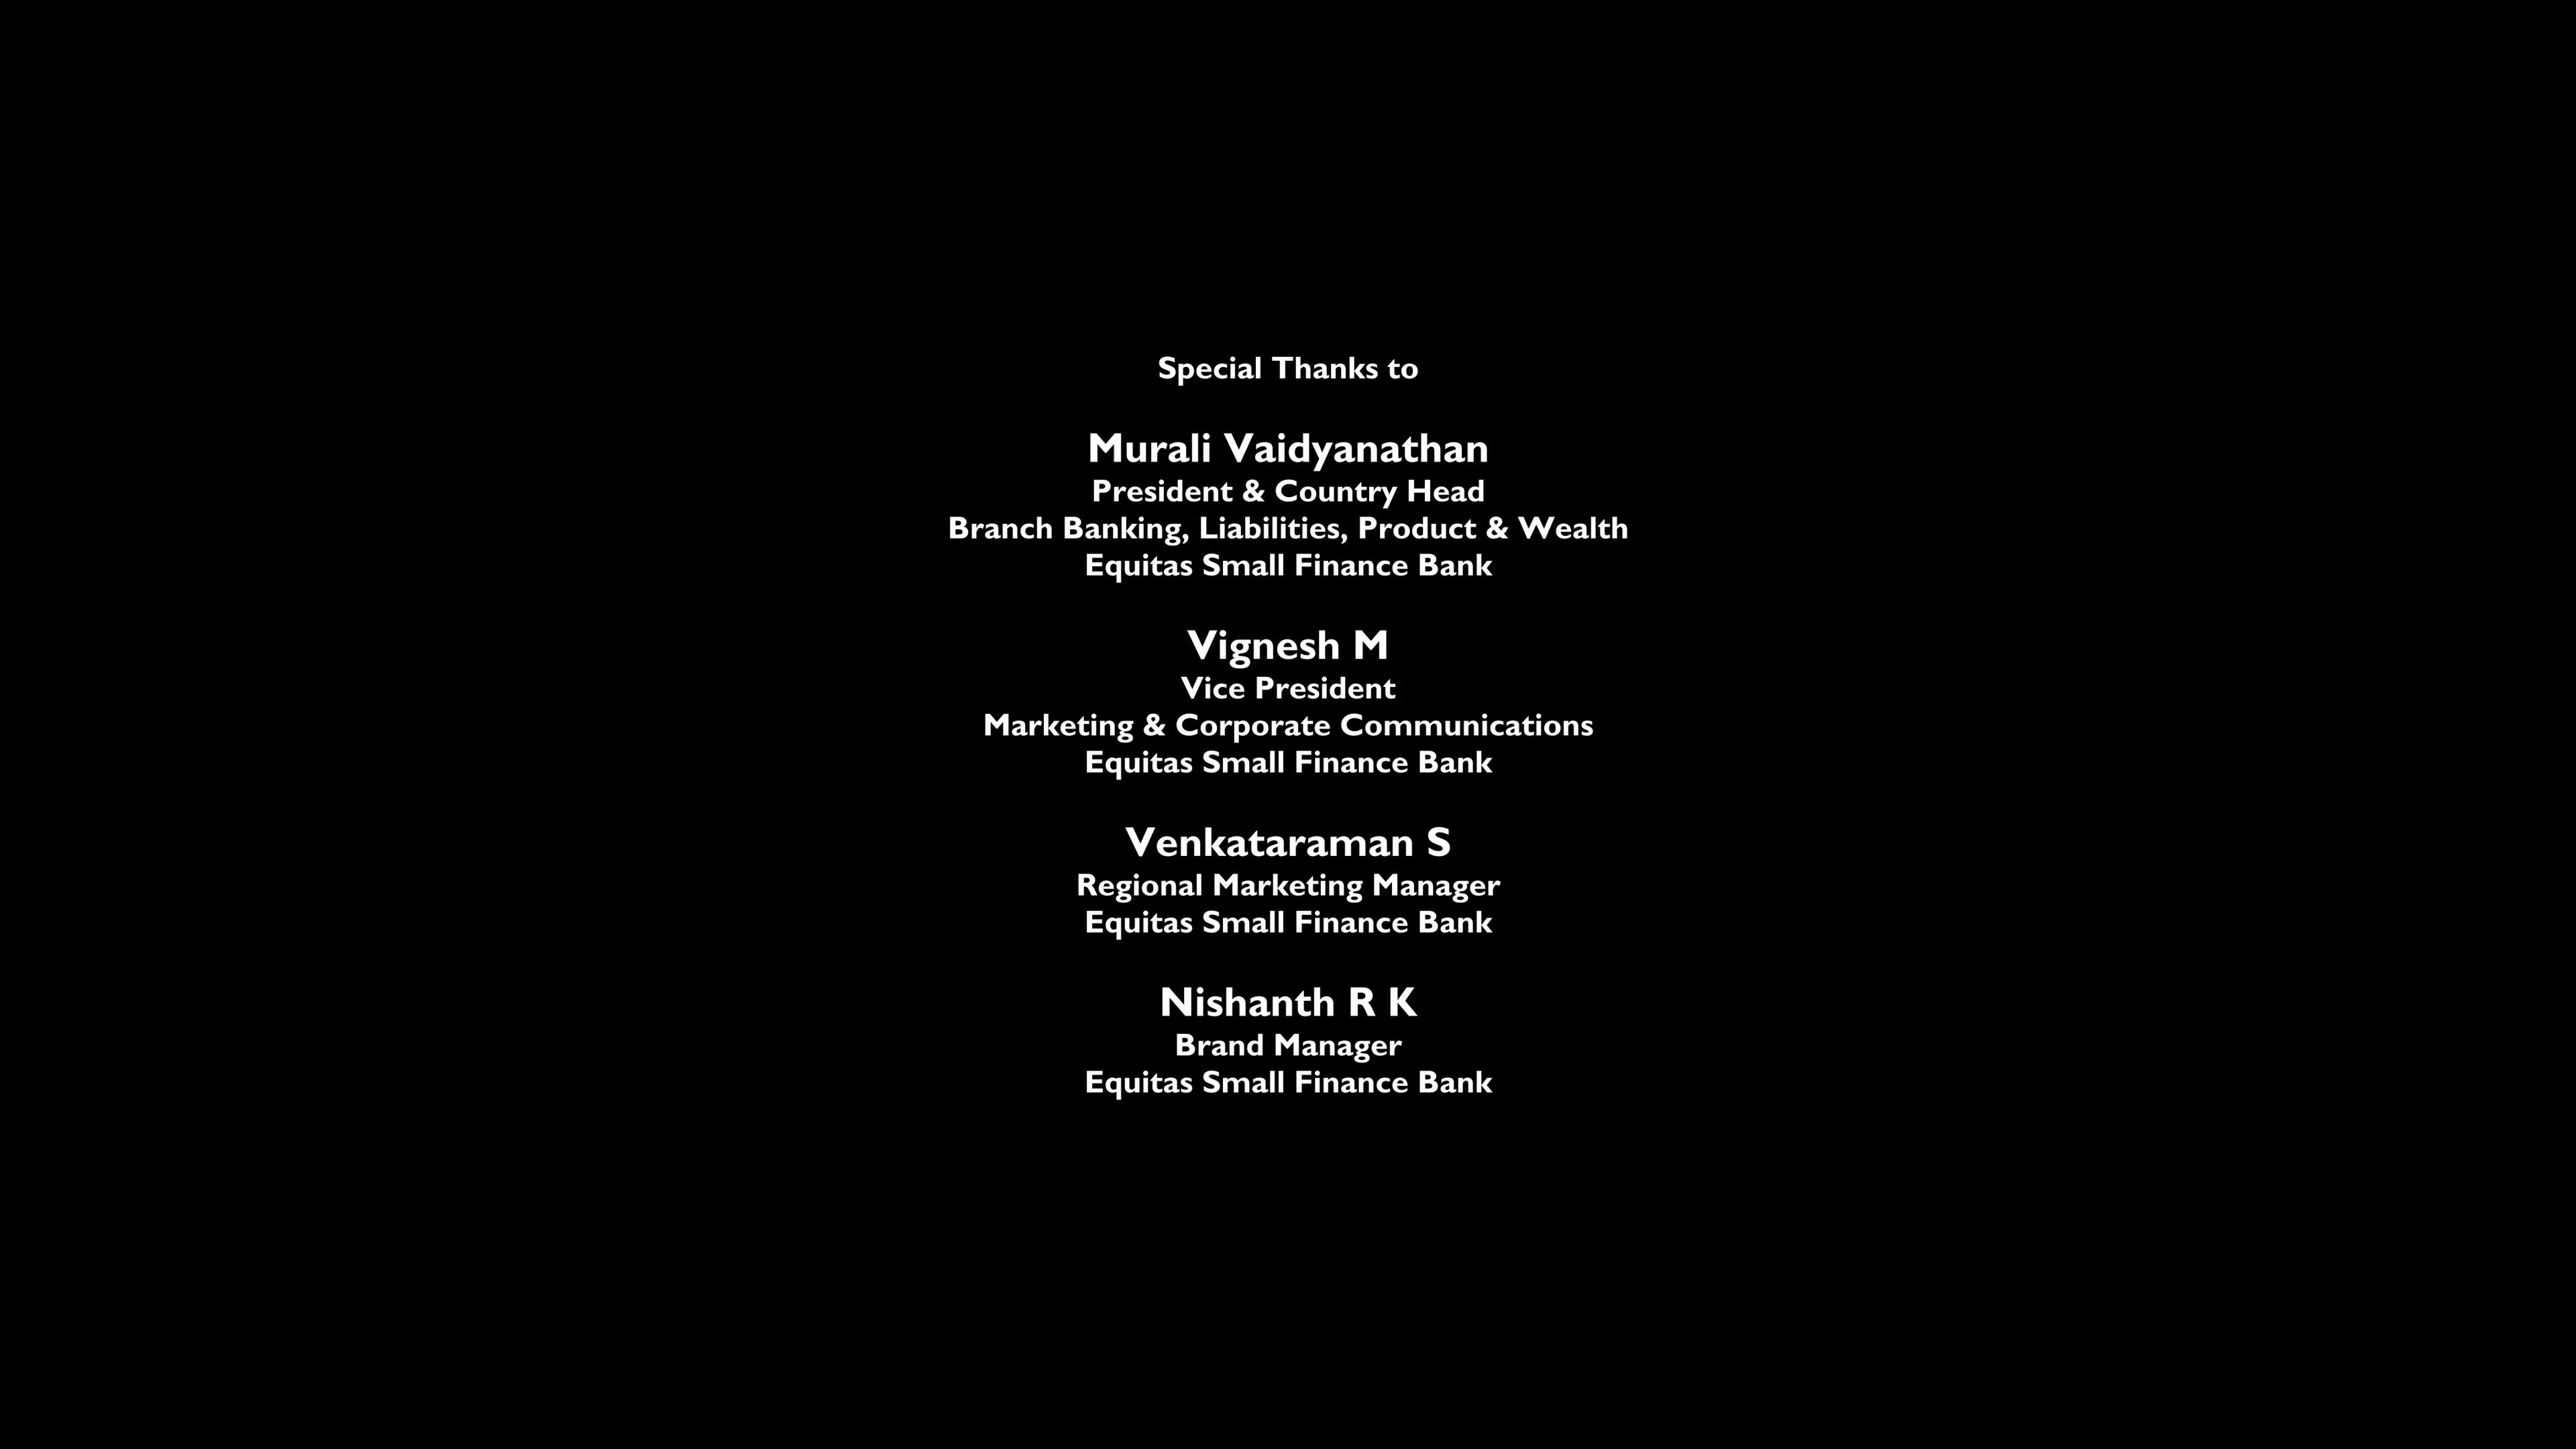 Special Thanks to
Murali Vaidyanathan
President & Country Head
Branch Banking, Liabilities, Product & Wealth
Equitas Small Finance Bank
Vignesh M
Vice President
Marketing & Corporate Communications
Equitas Small Finance Bank
Venkataraman S
Regional Marketing Manager
Equitas Small Finance Bank
Nishanth R K
Brand Manager
Equitas Small Finance Bank